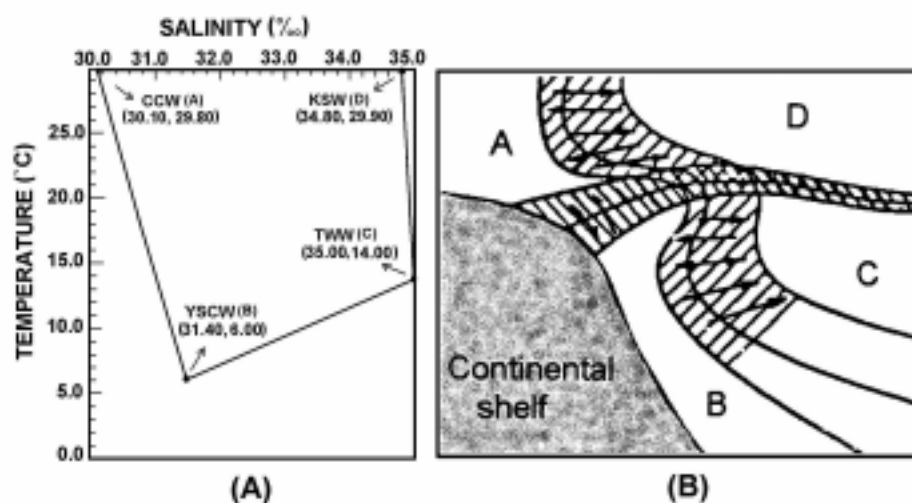 SALINITY (‰)
30.0 31.0 32.0 33.0 34.0 35.0
CCW (A)
(30.10, 29.80)
KSW (D)
(34.80, 29.90)
25.0
20.0
TWW (C)
(35.00,14.00)
15.0
YSCW (B)
(31.40, 6.00)
10.0
5.0
0.0
TEMPERATURE (°C)
(A)
A
D
C
B
Continental
shelf
(B)